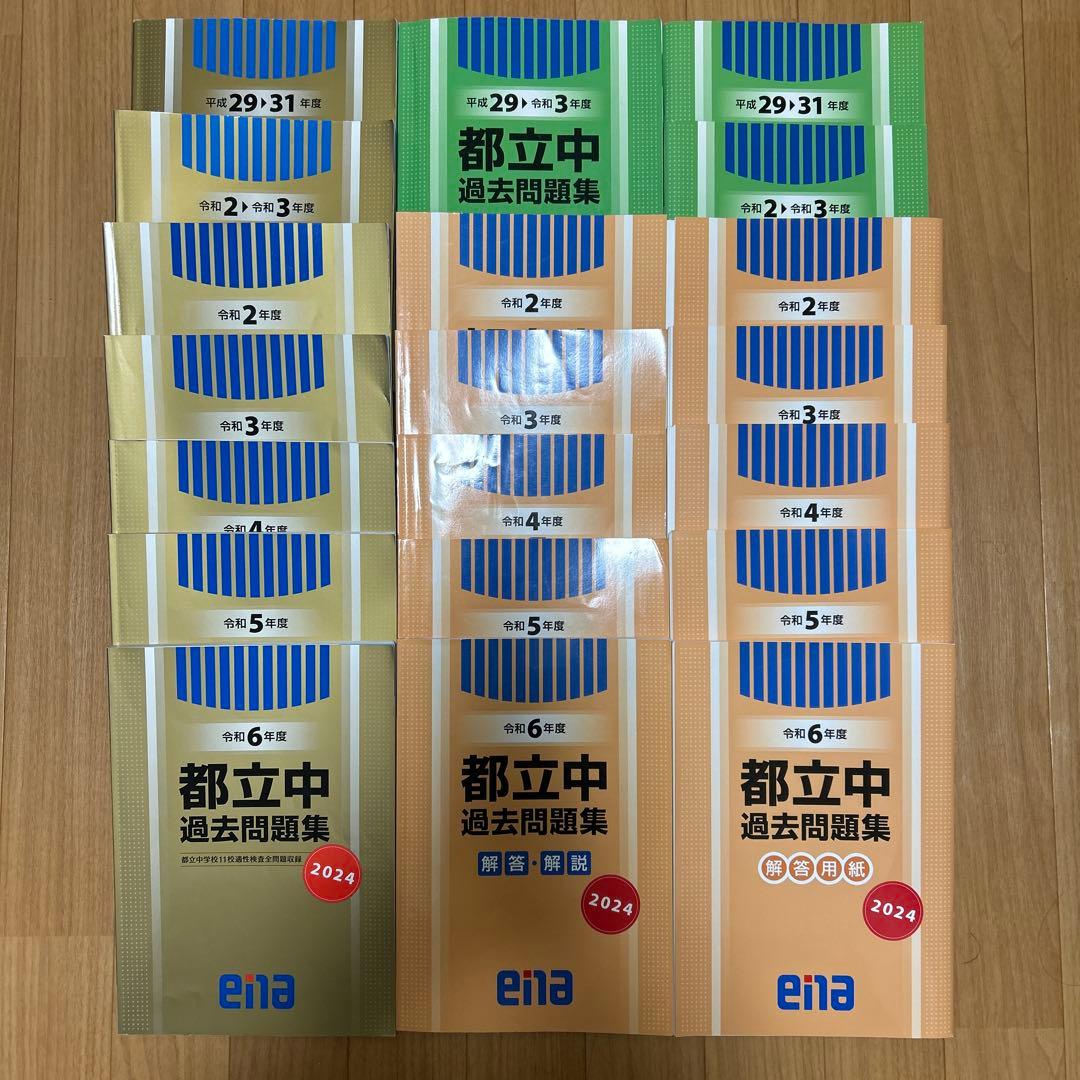 平成29▶31年度
令和2▶令和3年度
令和2年度
令和3年度
令和4年度
令和5年度
令和6年度
都立中
過去問題集
都立中学校11校適性検査全問題収録
2024
ena
平成29▶令和3年度
都立中
過去問題集
令和2年度
令和3年度
令和4年度
令和5年度
令和6年度
都立中
過去問題集
解答・解説
2024
ena
平成29▶31年度
令和2▶令和3年度
令和2年度
令和3年度
令和4年度
令和5年度
令和6年度
都立中
過去問題集
解答用紙
2024
ena